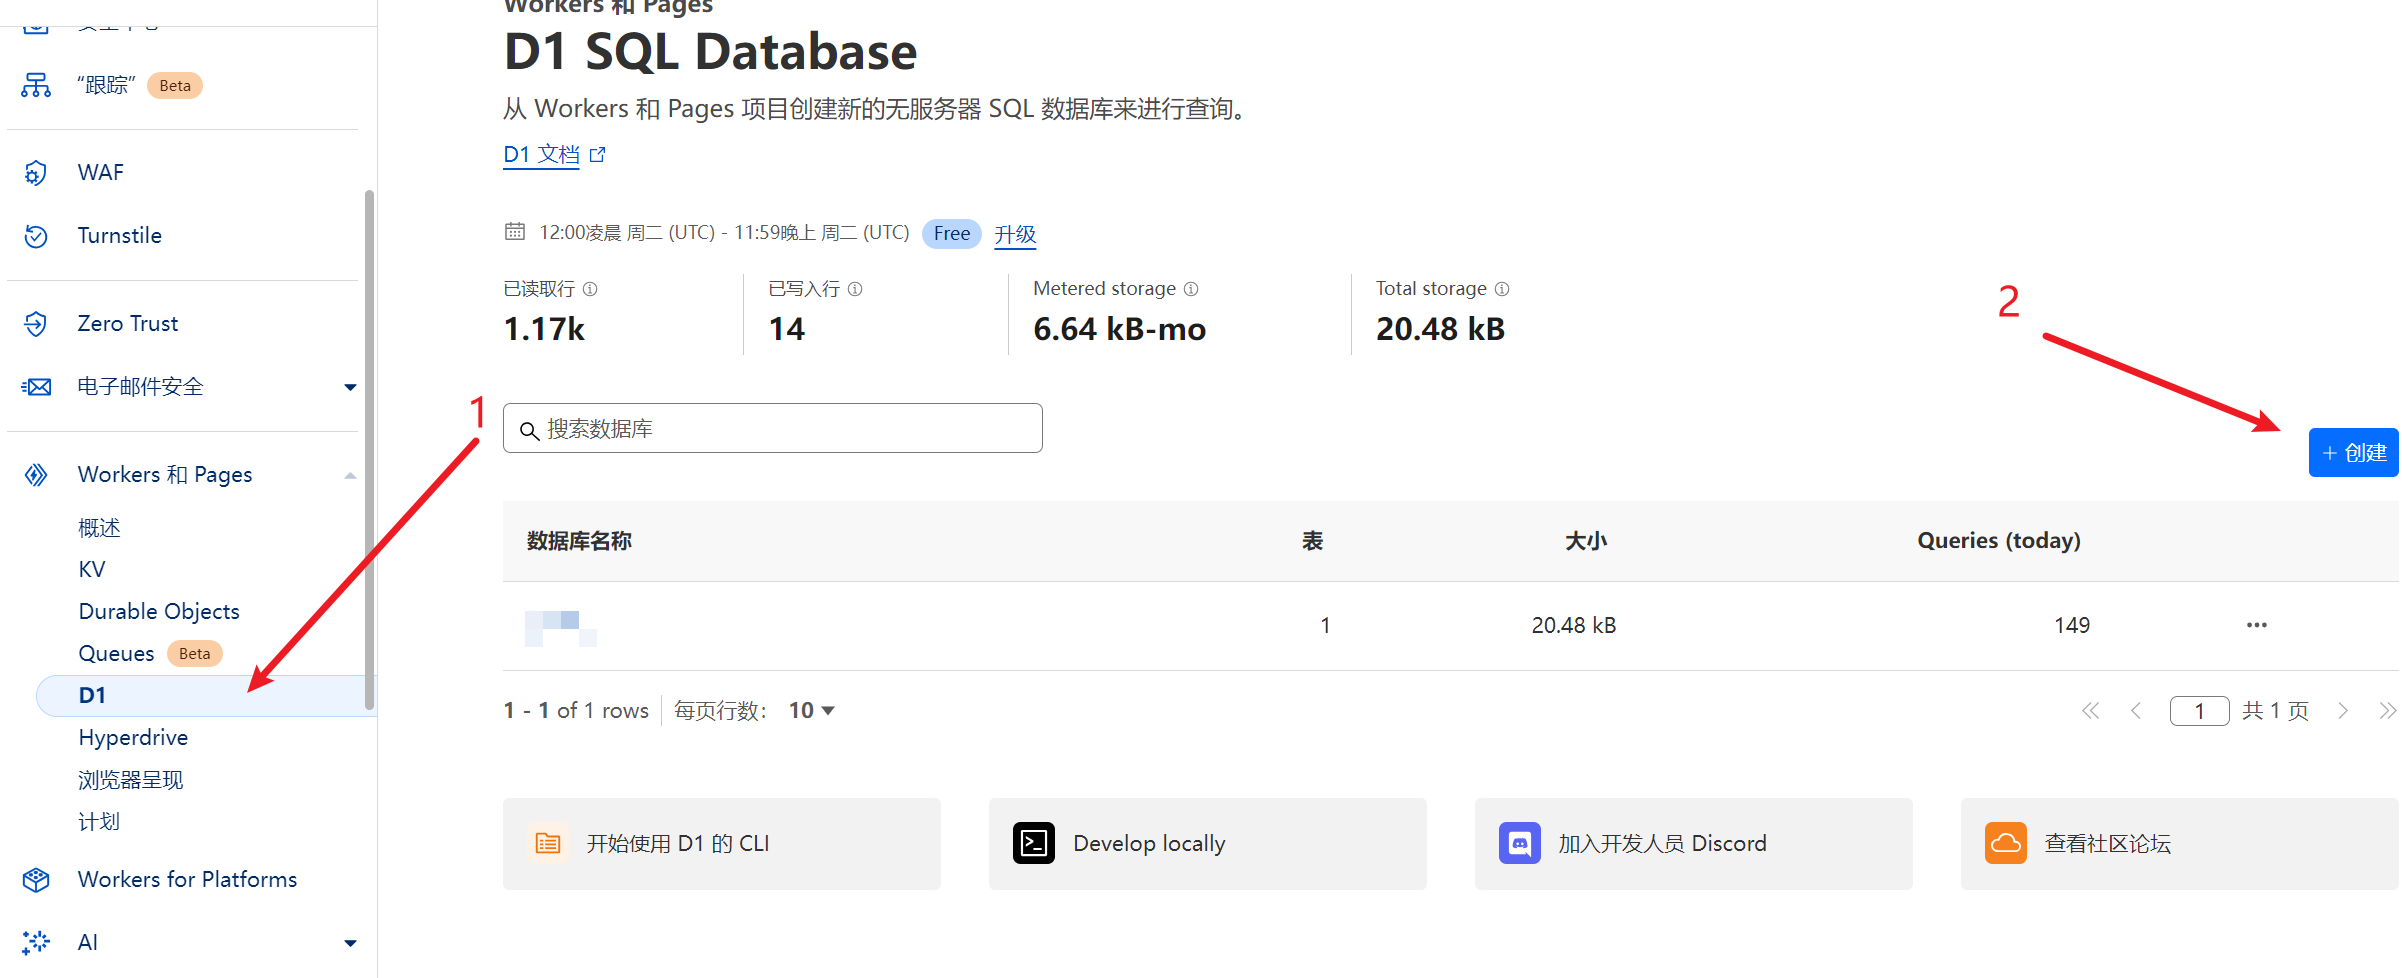 “跟踪” Beta
WAF
Turnstile
Zero Trust
电子邮件安全
Workers 和 Pages
概述
KV
Durable Objects
Queues Beta
D1
Hyperdrive
浏览器呈现
计划
Workers for Platforms
AI
Workers 和 Pages
D1 SQL Database
从 Workers 和 Pages 项目创建新的无服务器 SQL 数据库来进行查询。
D1 文档
12:00凌晨 周二 (UTC) - 11:59晚上 周二 (UTC) Free 升级
已读取行 已写入行 Metered storage Total storage
1.17k 14 6.64 kB-mo 20.48 kB
2
1
搜索数据库
+ 创建
数据库名称 表 大小 Queries (today)
1 20.48 kB 149
1 - 1 of 1 rows 每页行数： 10 1 共 1 页
开始使用 D1 的 CLI Develop locally 加入开发人员 Discord 查看社区论坛